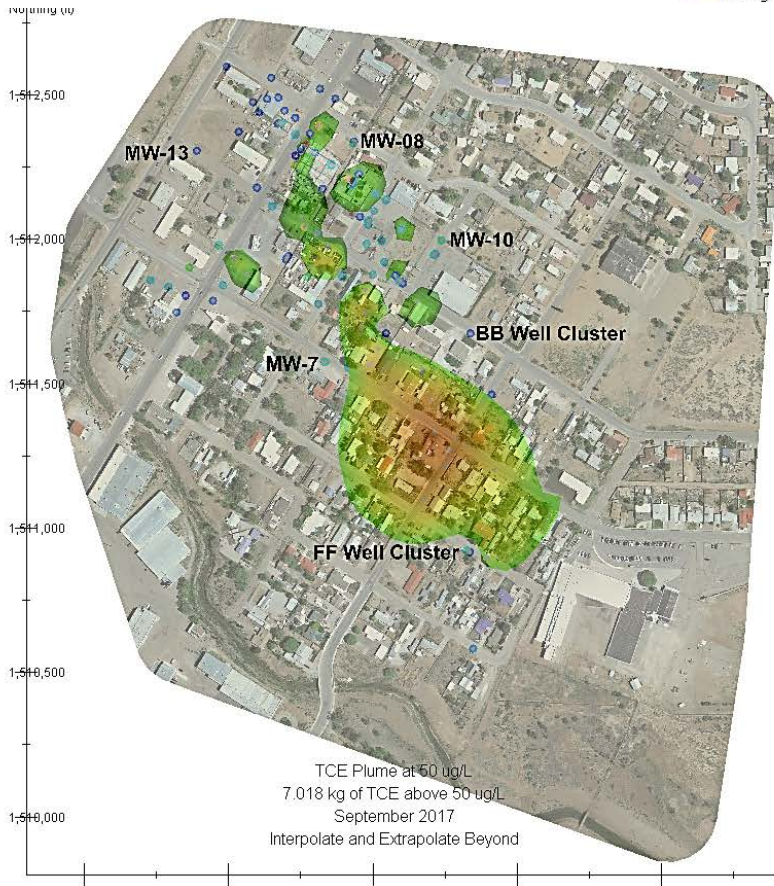 Northing (ft)
1,512,500
MW-08
MW-13
1,512,000
MW-10
BB Well Cluster
MW-7
1,511,500
1,511,000
FF Well Cluster
1,510,500
TCE Plume at 50 ug/L
7.018 kg of TCE above 50 ug/L
1,510,000
September 2017
Interpolate and Extrapolate Beyond